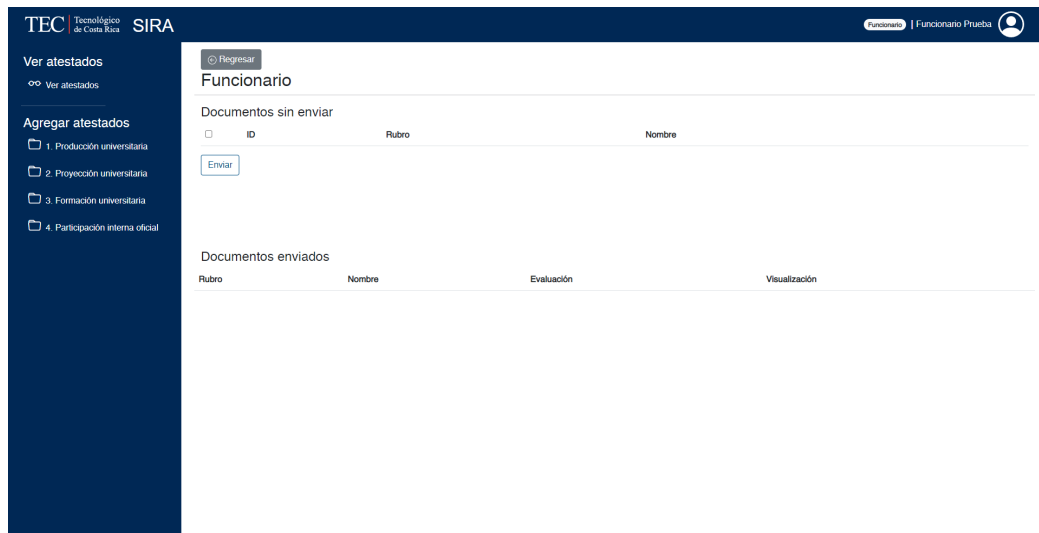 TEC Tecnológico de Costa Rica SIRA
Funcionario | Funcionario Prueba
Ver atestados
Ver atestados
Agregar atestados
1. Producción universitaria
2. Proyección universitaria
3. Formación universitaria
4. Participación interna oficial
Regresar
Funcionario
Documentos sin enviar
ID Rubro Nombre
Enviar
Documentos enviados
Rubro Nombre Evaluación Visualización